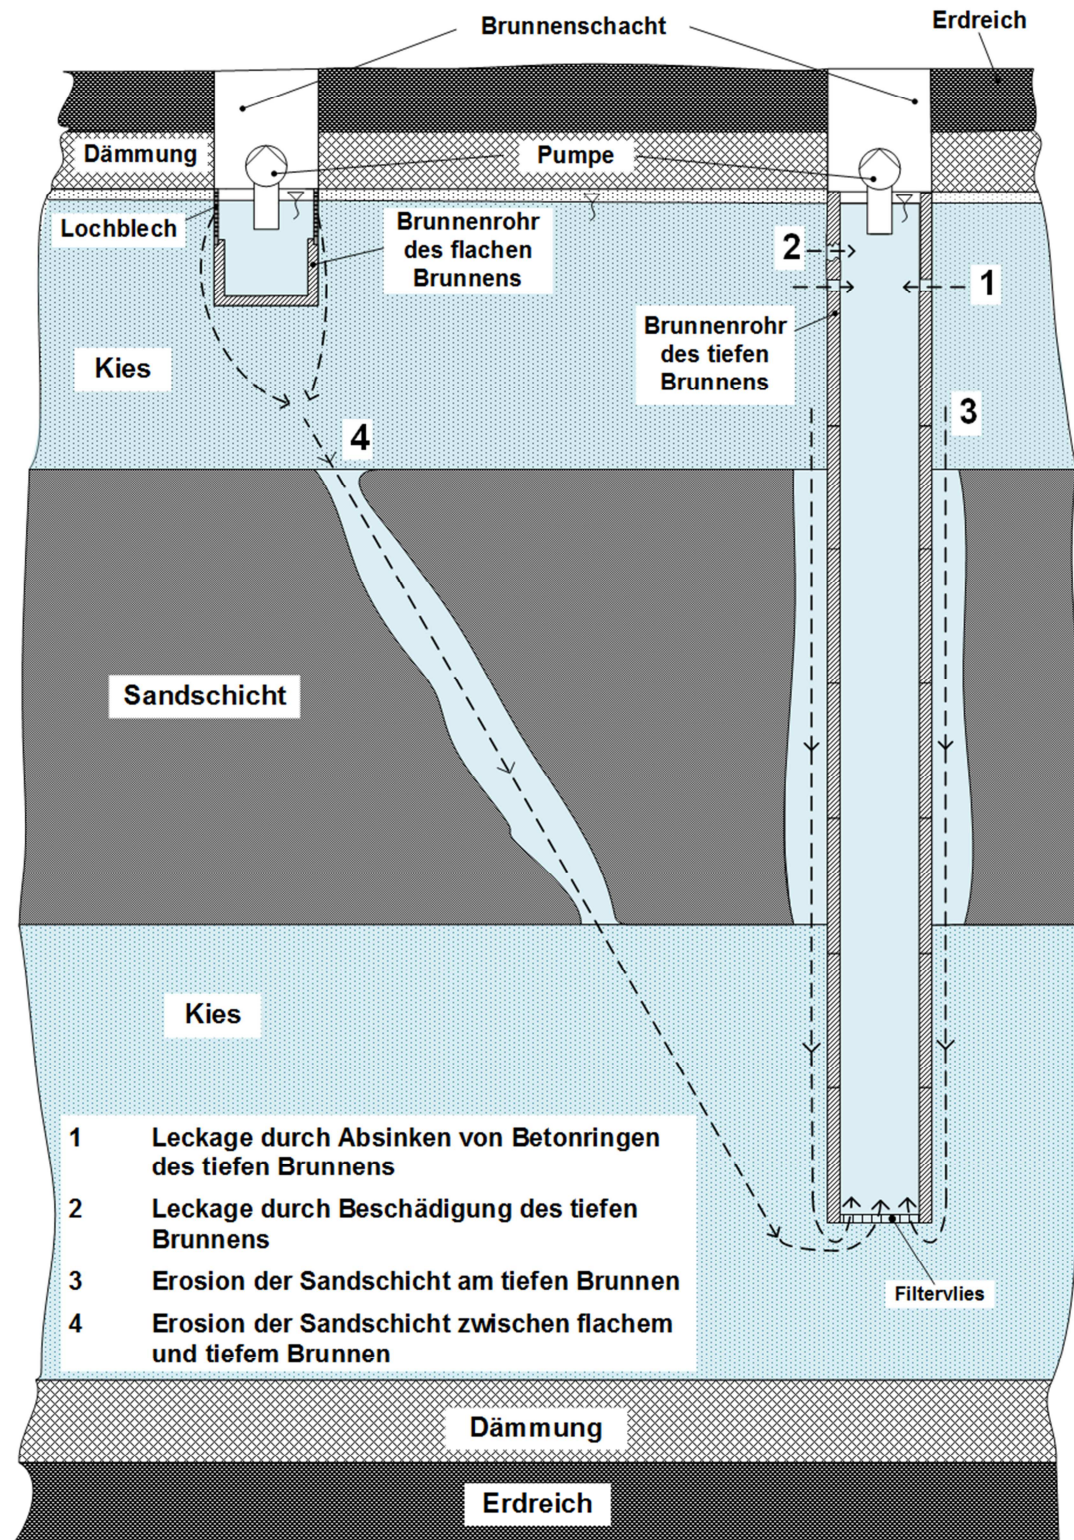 Brunnenschacht
Erdreich
Dämmung
Pumpe
Lochblech
Brunnenrohr
des flachen
Brunnens
2
1
Brunnenrohr
des tiefen
Brunnens
Kies
4
3
Sandschicht
Kies
1 Leckage durch Absinken von Betonringen
des tiefen Brunnens
2 Leckage durch Beschädigung des tiefen
Brunnens
3 Erosion der Sandschicht am tiefen Brunnen
4 Erosion der Sandschicht zwischen flachem
und tiefem Brunnen
Filtervlies
Dämmung
Erdreich